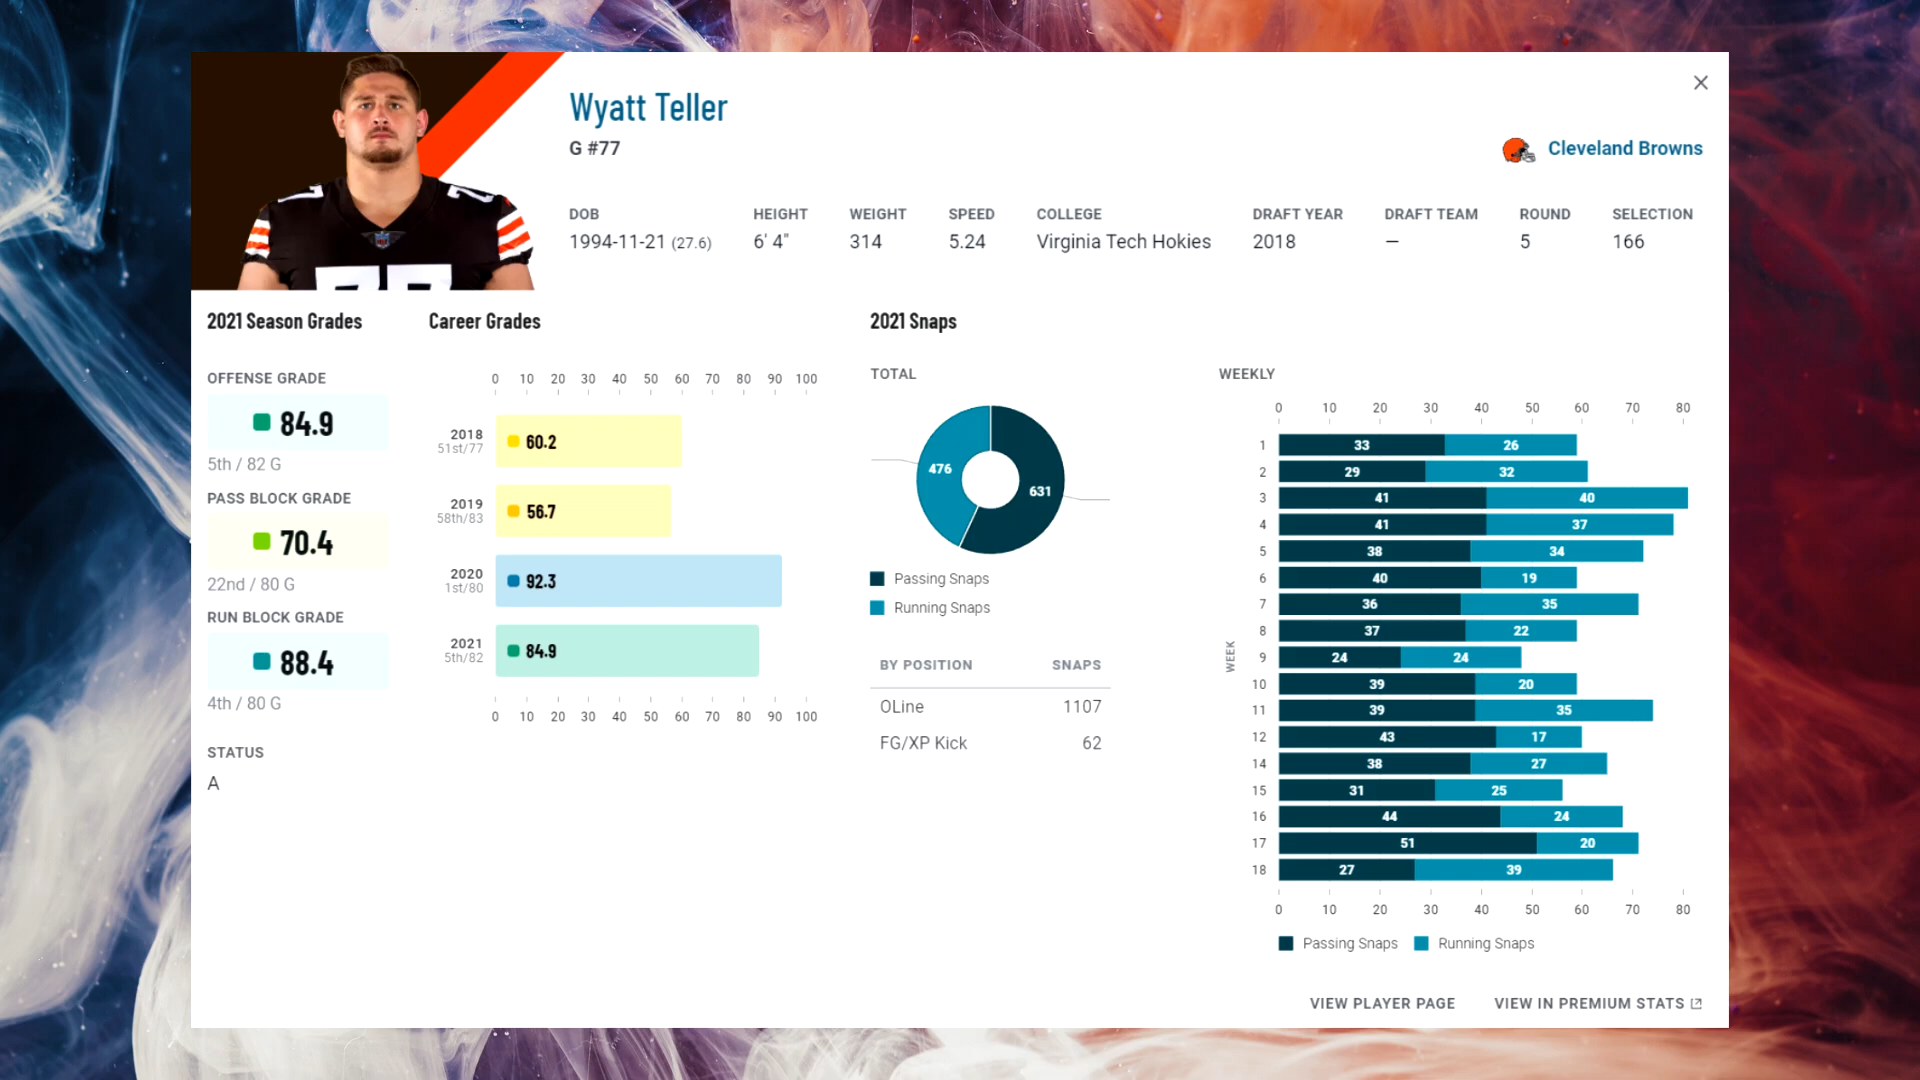 Wyatt Teller
G #77
Cleveland Browns
DOB HEIGHT WEIGHT SPEED COLLEGE DRAFT YEAR DRAFT TEAM ROUND SELECTION
1994-11-21 (27.6) 6' 4" 314 5.24 Virginia Tech Hokies 2018 — 5 166
2021 Season Grades
OFFENSE GRADE
84.9
5th / 82 G
PASS BLOCK GRADE
70.4
22nd / 80 G
RUN BLOCK GRADE
88.4
4th / 80 G
STATUS
A
Career Grades
0 10 20 30 40 50 60 70 80 90 100
2018
51st/77
60.2
2019
58th/83
56.7
2020
1st/80
92.3
2021
5th/82
84.9
0 10 20 30 40 50 60 70 80 90 100
2021 Snaps
TOTAL
476
631
Passing Snaps
Running Snaps
BY POSITION SNAPS
OLine 1107
FG/XP Kick 62
WEEKLY
0 10 20 30 40 50 60 70 80
WEEK
1 33 26
2 29 32
3 41 40
4 41 37
5 38 34
6 40 19
7 36 35
8 37 22
9 24 24
10 39 20
11 39 35
12 43 17
14 38 27
15 31 25
16 44 24
17 51 20
18 27 39
0 10 20 30 40 50 60 70 80
Passing Snaps Running Snaps
VIEW PLAYER PAGE VIEW IN PREMIUM STATS